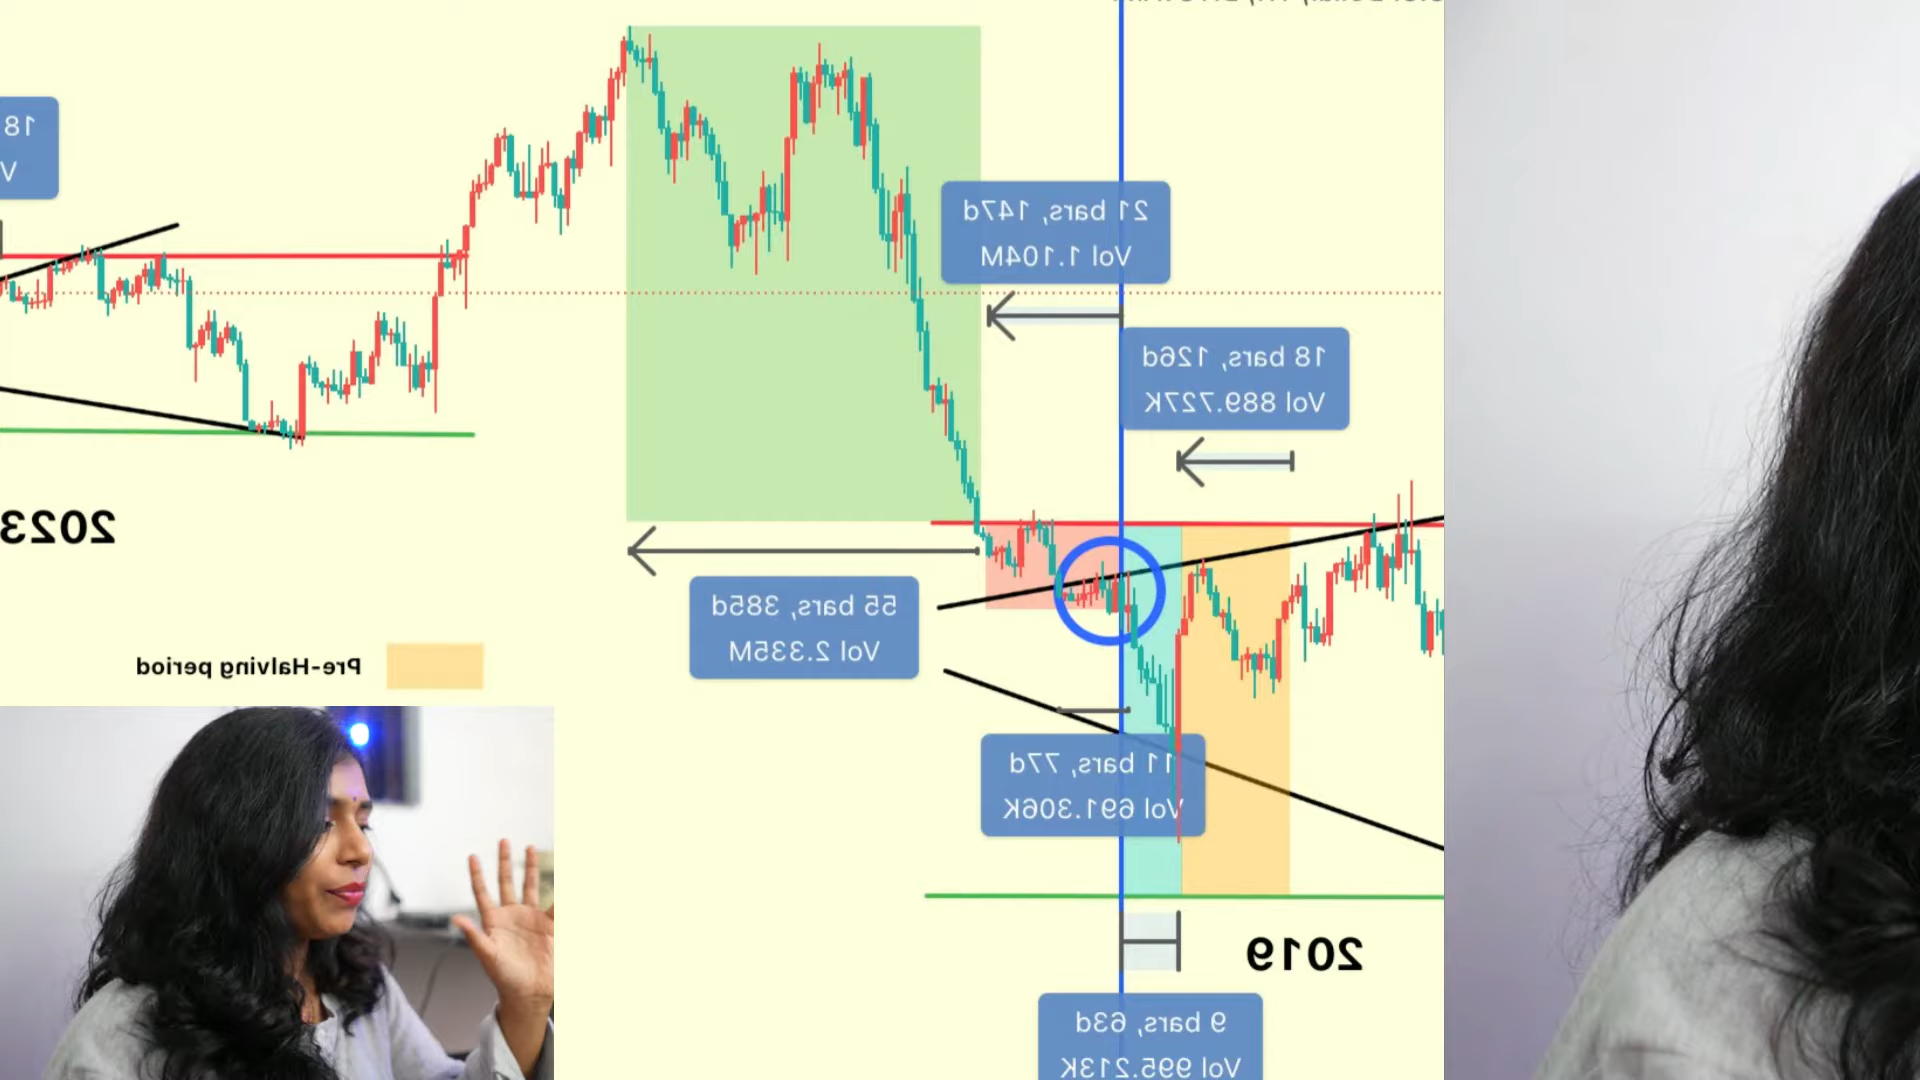 18
V
21 bars, 147d
Vol 1.104M
18 bars, 126d
Vol 889.727K
2023
55 bars, 385d
Vol 2.335M
Pre-Halving period
11 bars, 77d
Vol 691.306K
2019
9 bars, 63d
Vol 995.213K